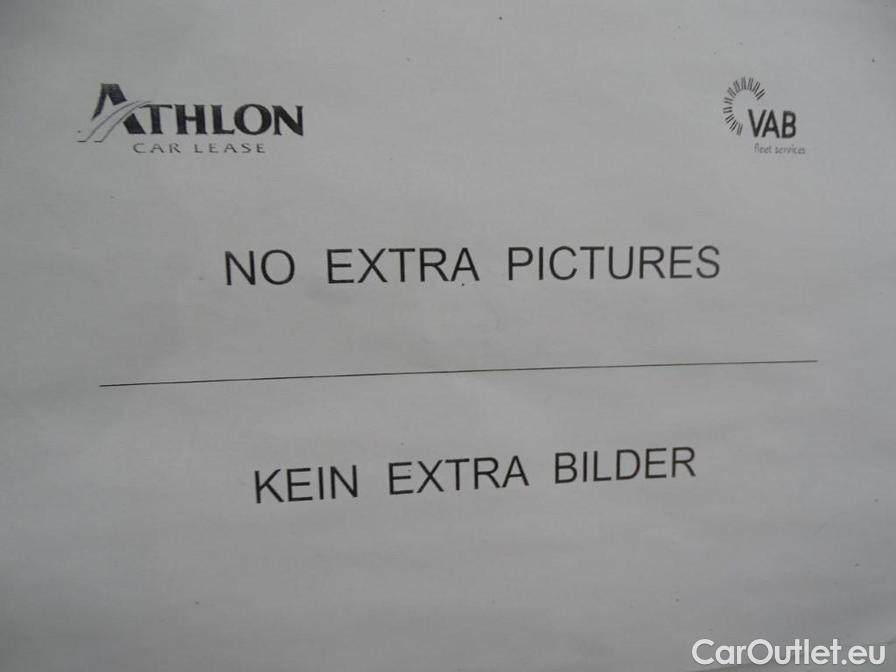 ATHLON
CAR LEASE
VAB
fleet services
NO EXTRA PICTURES
KEIN EXTRA BILDER
CarOutlet.eu